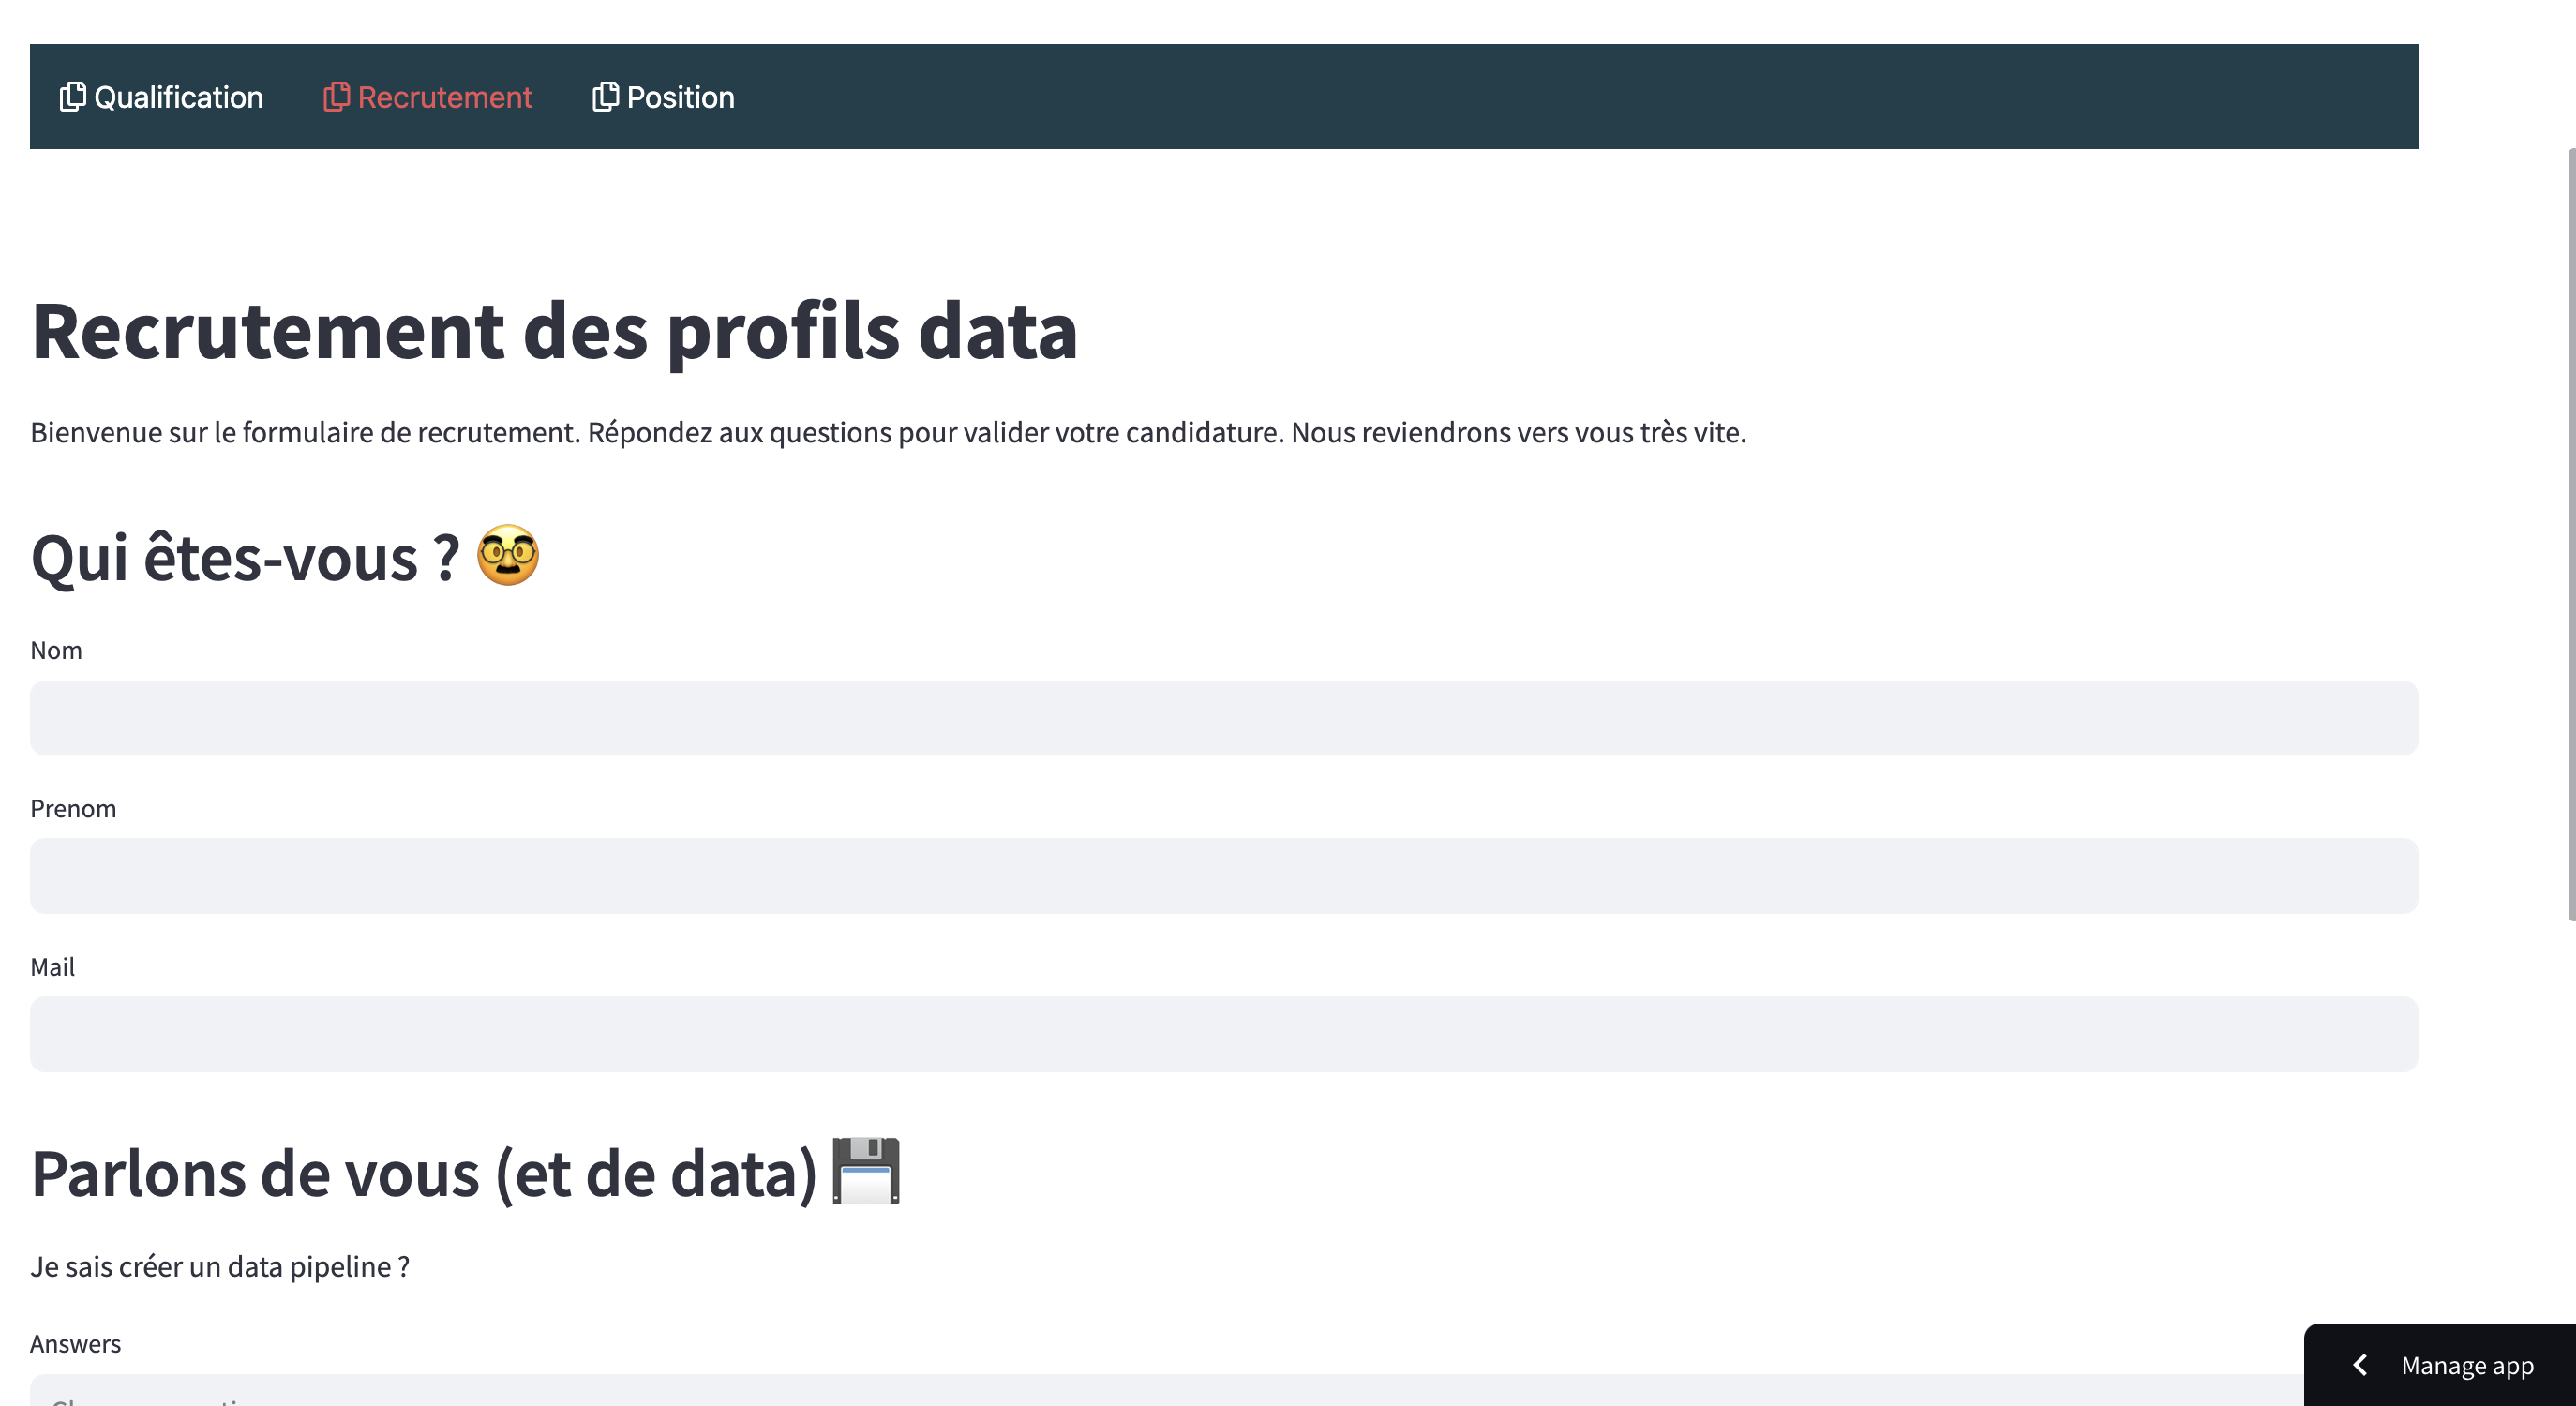 Qualification Recrutement Position
Recrutement des profils data
Bienvenue sur le formulaire de recrutement. Répondez aux questions pour valider votre candidature. Nous reviendrons vers vous très vite.
Qui êtes-vous ?
Nom
Prenom
Mail
Parlons de vous (et de data)
Je sais créer un data pipeline ?
Answers
Manage app